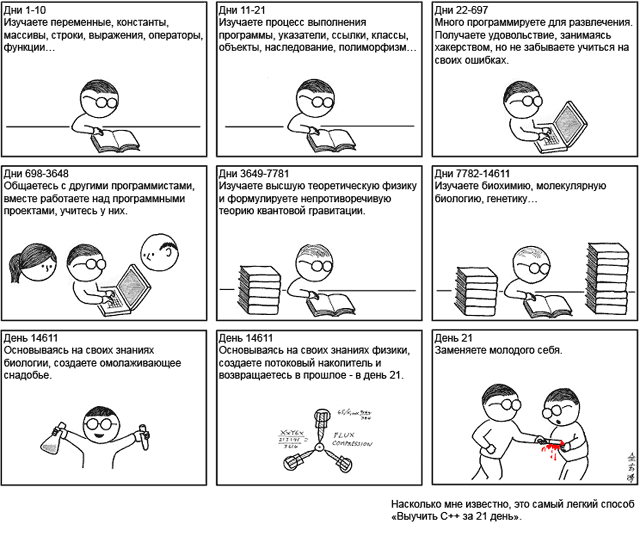 Дни 1-10
Изучаете переменные, константы,
массивы, строки, выражения, операторы,
функции...
Дни 11-21
Изучаете процесс выполнения
программы, указатели, ссылки, классы,
объекты, наследование, полиморфизм...
Дни 22-697
Много программируете для развлечения.
Получаете удовольствие, занимаясь
хакерством, но не забываете учиться на
своих ошибках.
Дни 698-3648
Общаетесь с другими программистами,
вместе работаете над программными
проектами, учитесь у них.
Дни 3649-7781
Изучаете высшую теоретическую физику
и формулируете непротиворечивую
теорию квантовой гравитации.
Дни 7782-14611
Изучаете биохимию, молекулярную
биологию, генетику...
День 14611
Основываясь на своих знаниях
биологии, создаете омолаживающее
снадобье.
День 14611
Основываясь на своих знаниях физики,
создаете потоковый накопитель и
возвращаетесь в прошлое - в день 21.
FLUX
COMPRESSION
День 21
Заменяете молодого себя.
Насколько мне известно, это самый легкий способ
«Выучить C++ за 21 день».